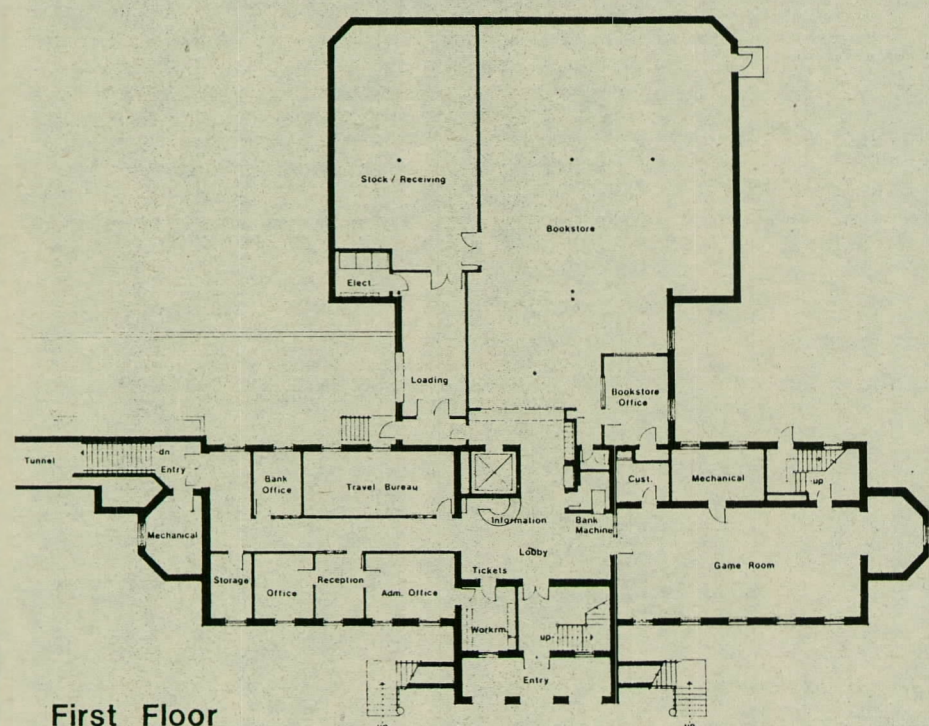 Stock / Receiving
Bookstore
Elect.
Loading
Bookstore
Office
Tunnel
dn
Entry
Bank
Office
Travel Bureau
Cust.
Mechanical
up
Information
Bank
Machine
Mechanical
Lobby
Game Room
Storage
Office
Reception
Adm. Office
Tickets
Workrm.
up
Entry
First Floor